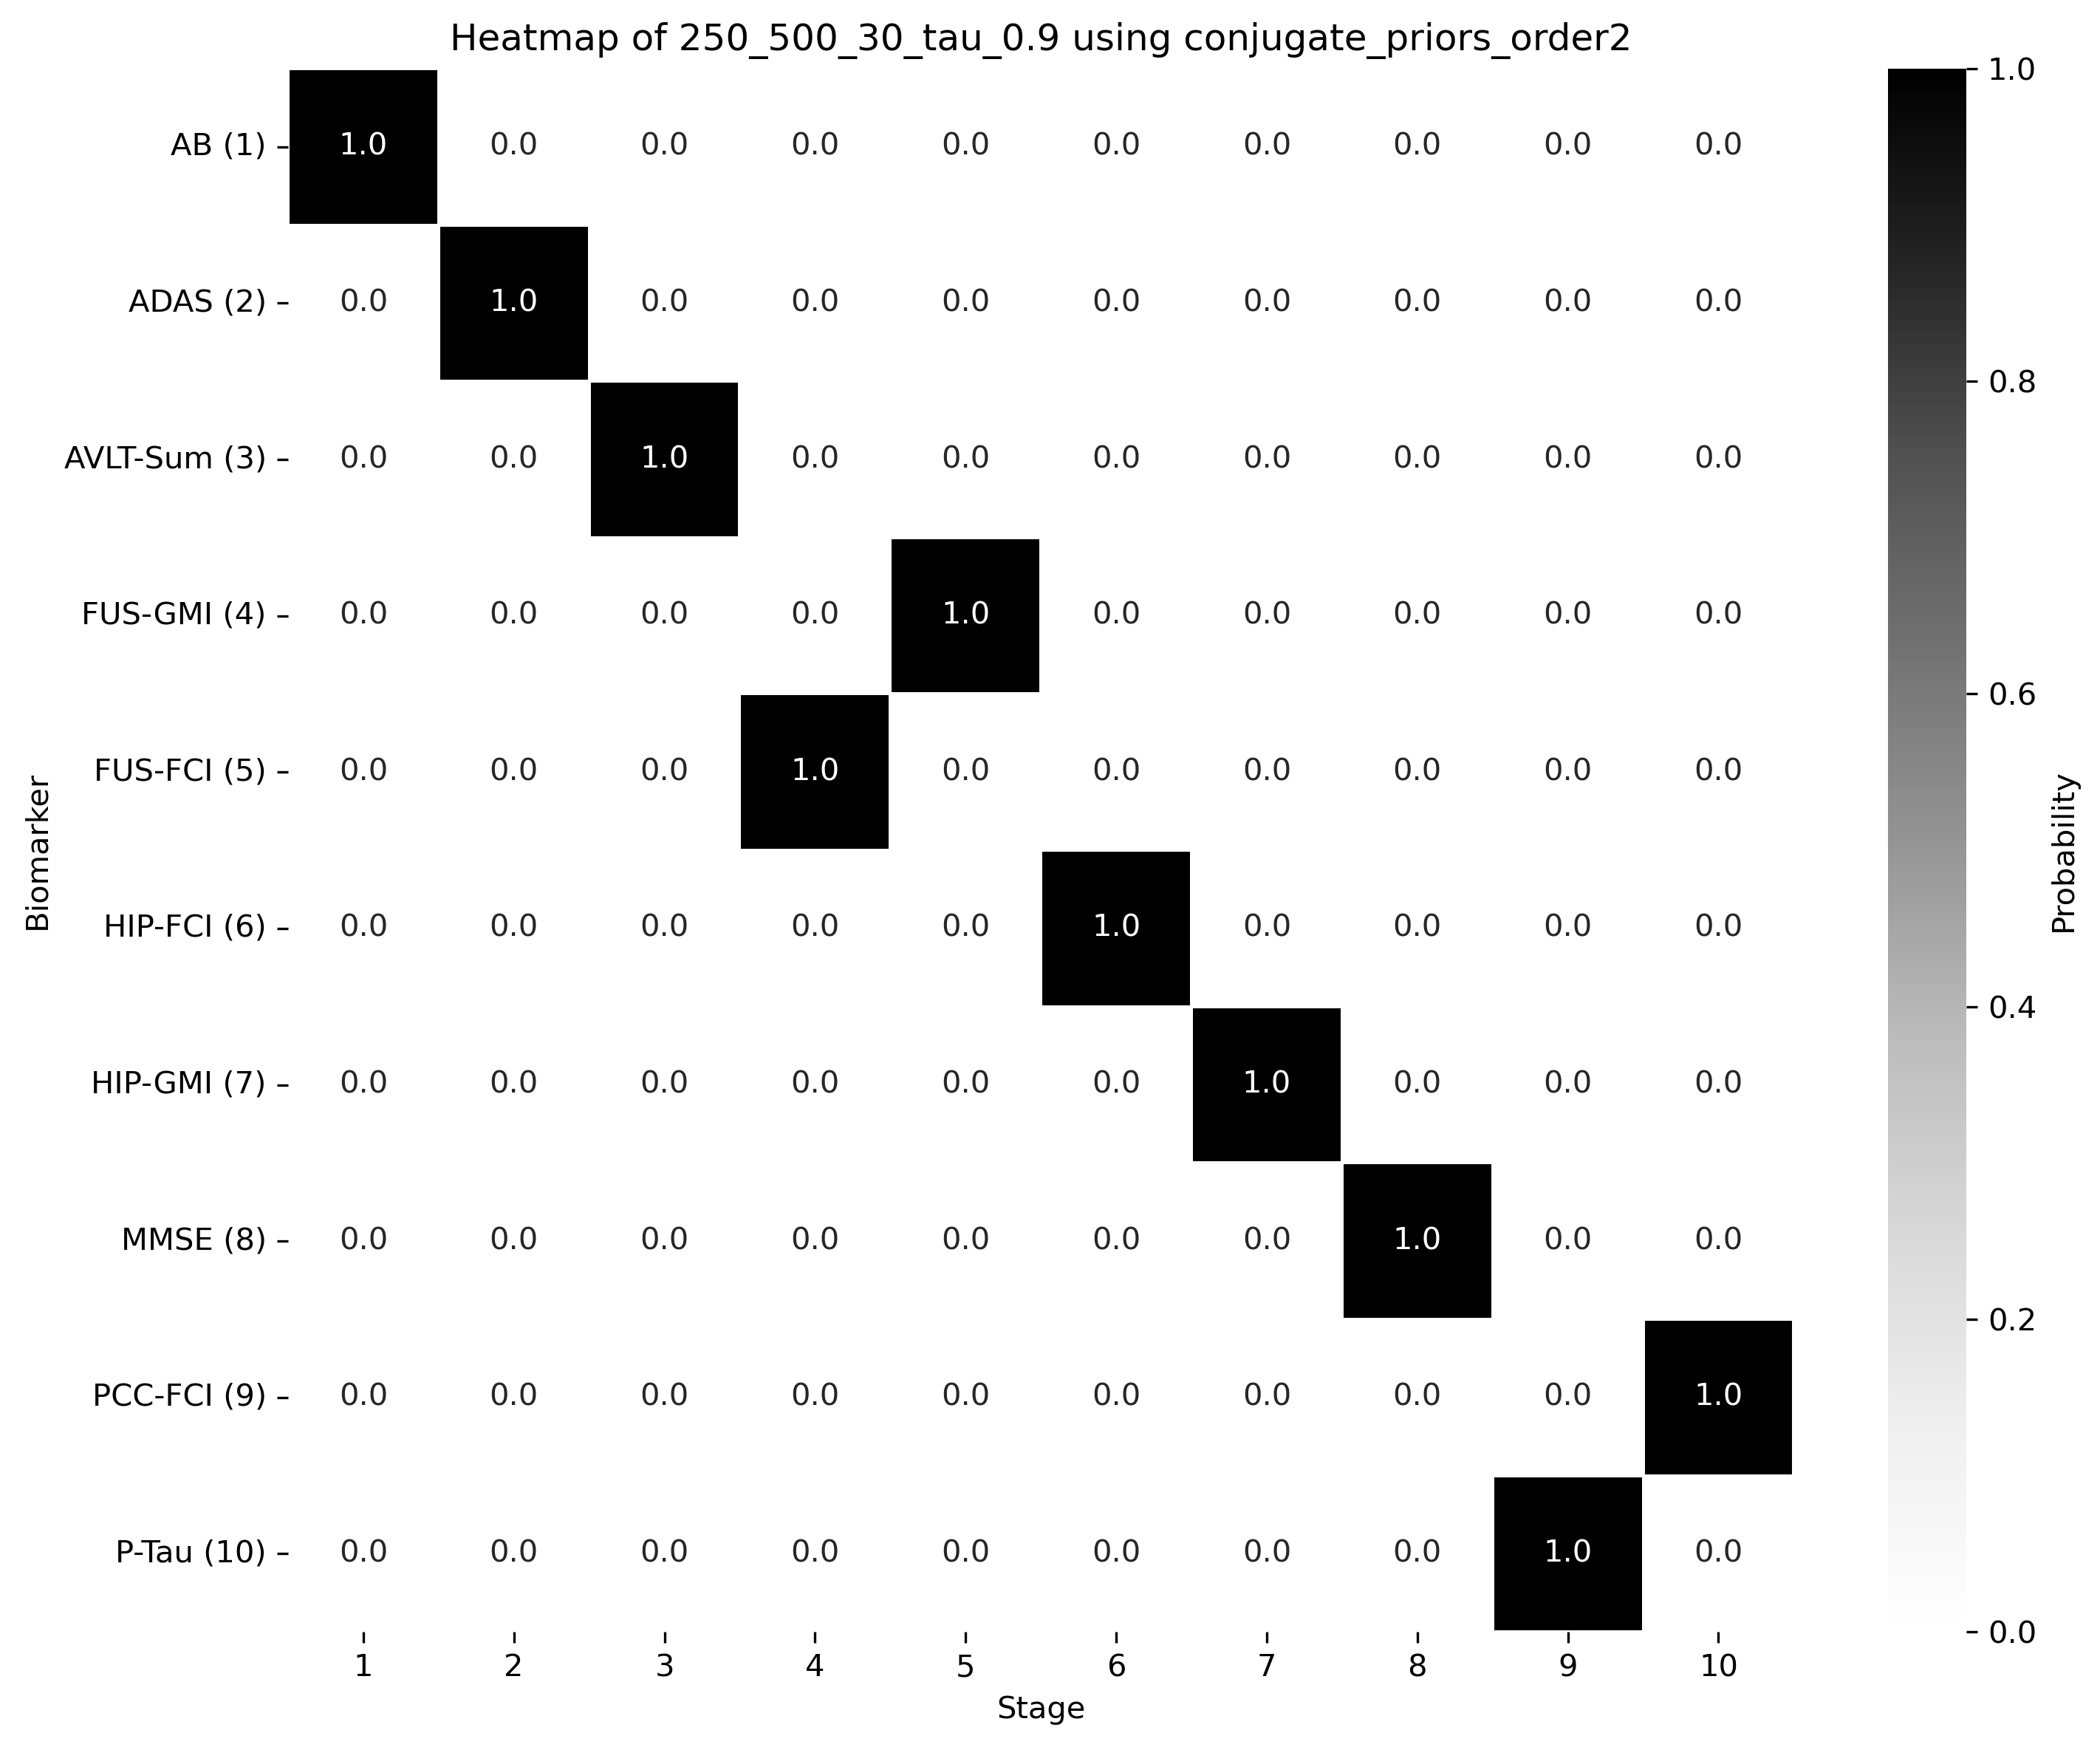 Heatmap of 250_500_30_tau_0.9 using conjugate_priors_order2
AB (1) 1.0 0.0 0.0 0.0 0.0 0.0 0.0 0.0 0.0 0.0
ADAS (2) 0.0 1.0 0.0 0.0 0.0 0.0 0.0 0.0 0.0 0.0
AVLT-Sum (3) 0.0 0.0 1.0 0.0 0.0 0.0 0.0 0.0 0.0 0.0
FUS-GMI (4) 0.0 0.0 0.0 0.0 1.0 0.0 0.0 0.0 0.0 0.0
FUS-FCI (5) 0.0 0.0 0.0 1.0 0.0 0.0 0.0 0.0 0.0 0.0
HIP-FCI (6) 0.0 0.0 0.0 0.0 0.0 1.0 0.0 0.0 0.0 0.0
HIP-GMI (7) 0.0 0.0 0.0 0.0 0.0 0.0 1.0 0.0 0.0 0.0
MMSE (8) 0.0 0.0 0.0 0.0 0.0 0.0 0.0 1.0 0.0 0.0
PCC-FCI (9) 0.0 0.0 0.0 0.0 0.0 0.0 0.0 0.0 0.0 1.0
P-Tau (10) 0.0 0.0 0.0 0.0 0.0 0.0 0.0 0.0 1.0 0.0
1 2 3 4 5 6 7 8 9 10
Stage
Biomarker
1.0
0.8
0.6
0.4
0.2
0.0
Probability